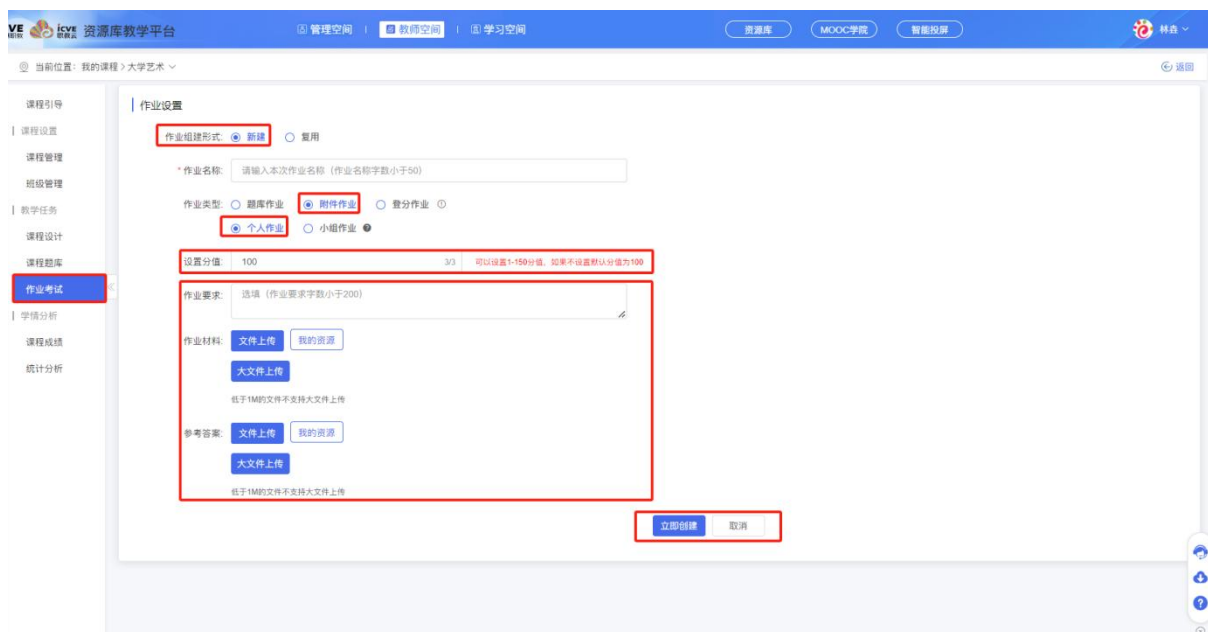 VE icve 资源库教学平台 管理空间 教师空间 学习空间 资源库 MOOC学院 智能投屏 林垚
职教云
当前位置: 我的课程 > 大学艺术 返回
课程引导
课程设置
课程管理
班级管理
教学任务
课程设计
课程题库
作业考试
学情分析
课程成绩
统计分析
作业设置
作业组建形式: 新建 复用
*作业名称: 请输入本次作业名称 (作业名称字数小于50)
作业类型: 题库作业 附件作业 登分作业
个人作业 小组作业
设置分值: 100 3/3 可以设置1-150分值, 如果不设置默认分值为100
作业要求: 选填 (作业要求字数小于200)
作业材料: 文件上传 我的资源
大文件上传
低于1M的文件不支持大文件上传
参考答案: 文件上传 我的资源
大文件上传
低于1M的文件不支持大文件上传
立即创建 取消